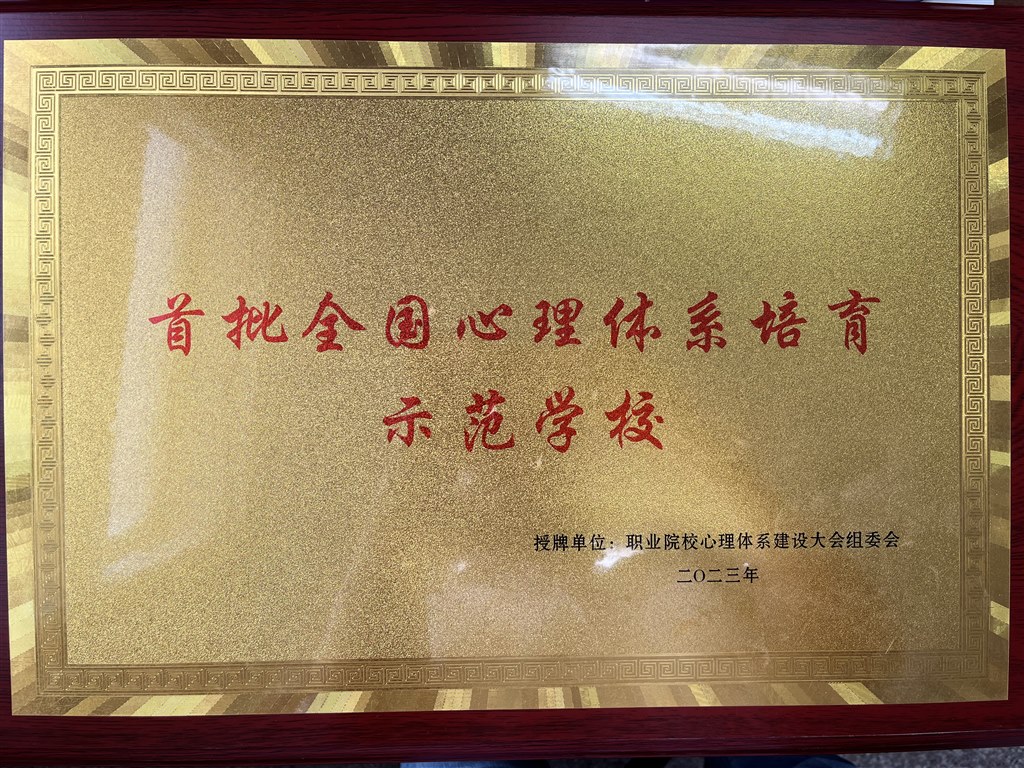 首批全国心理体系培育
示范学校
授牌单位：职业院校心理体系建设大会组委会
二〇二三年